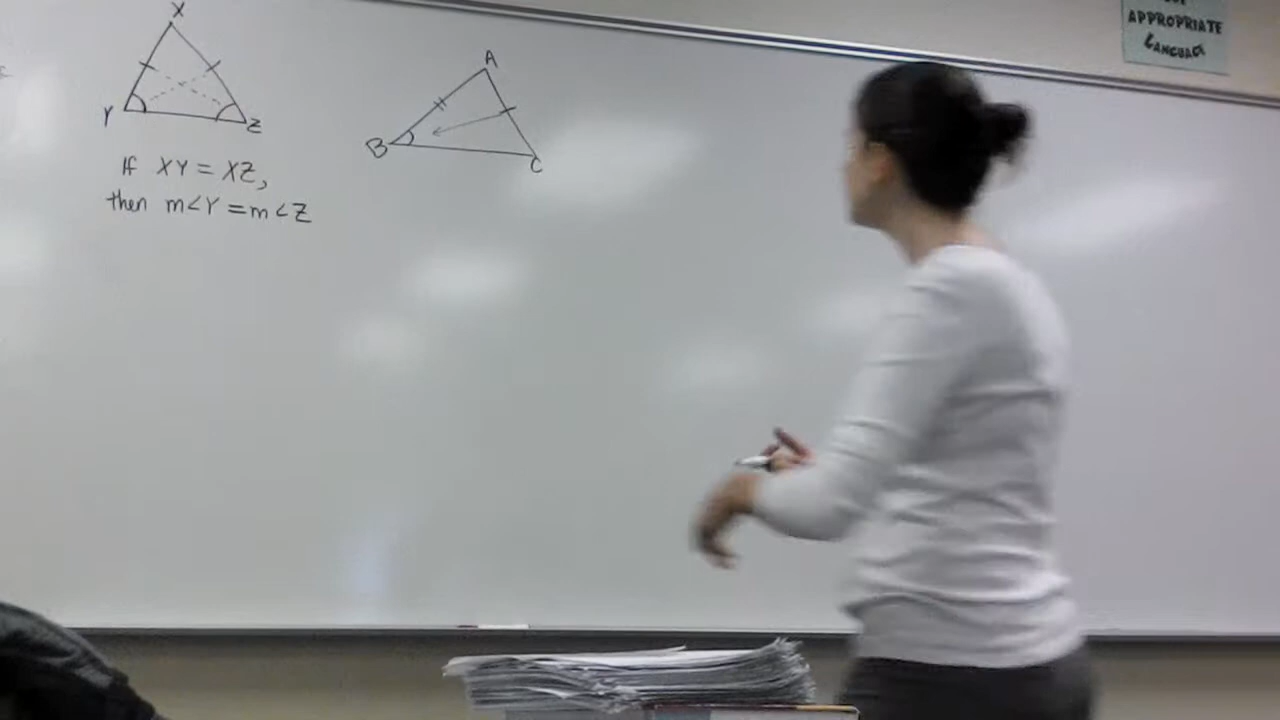 APPROPRIATE
LANGUAGE
X
Y
Z
A
B
C
If XY = XZ,
then m<Y = m<Z